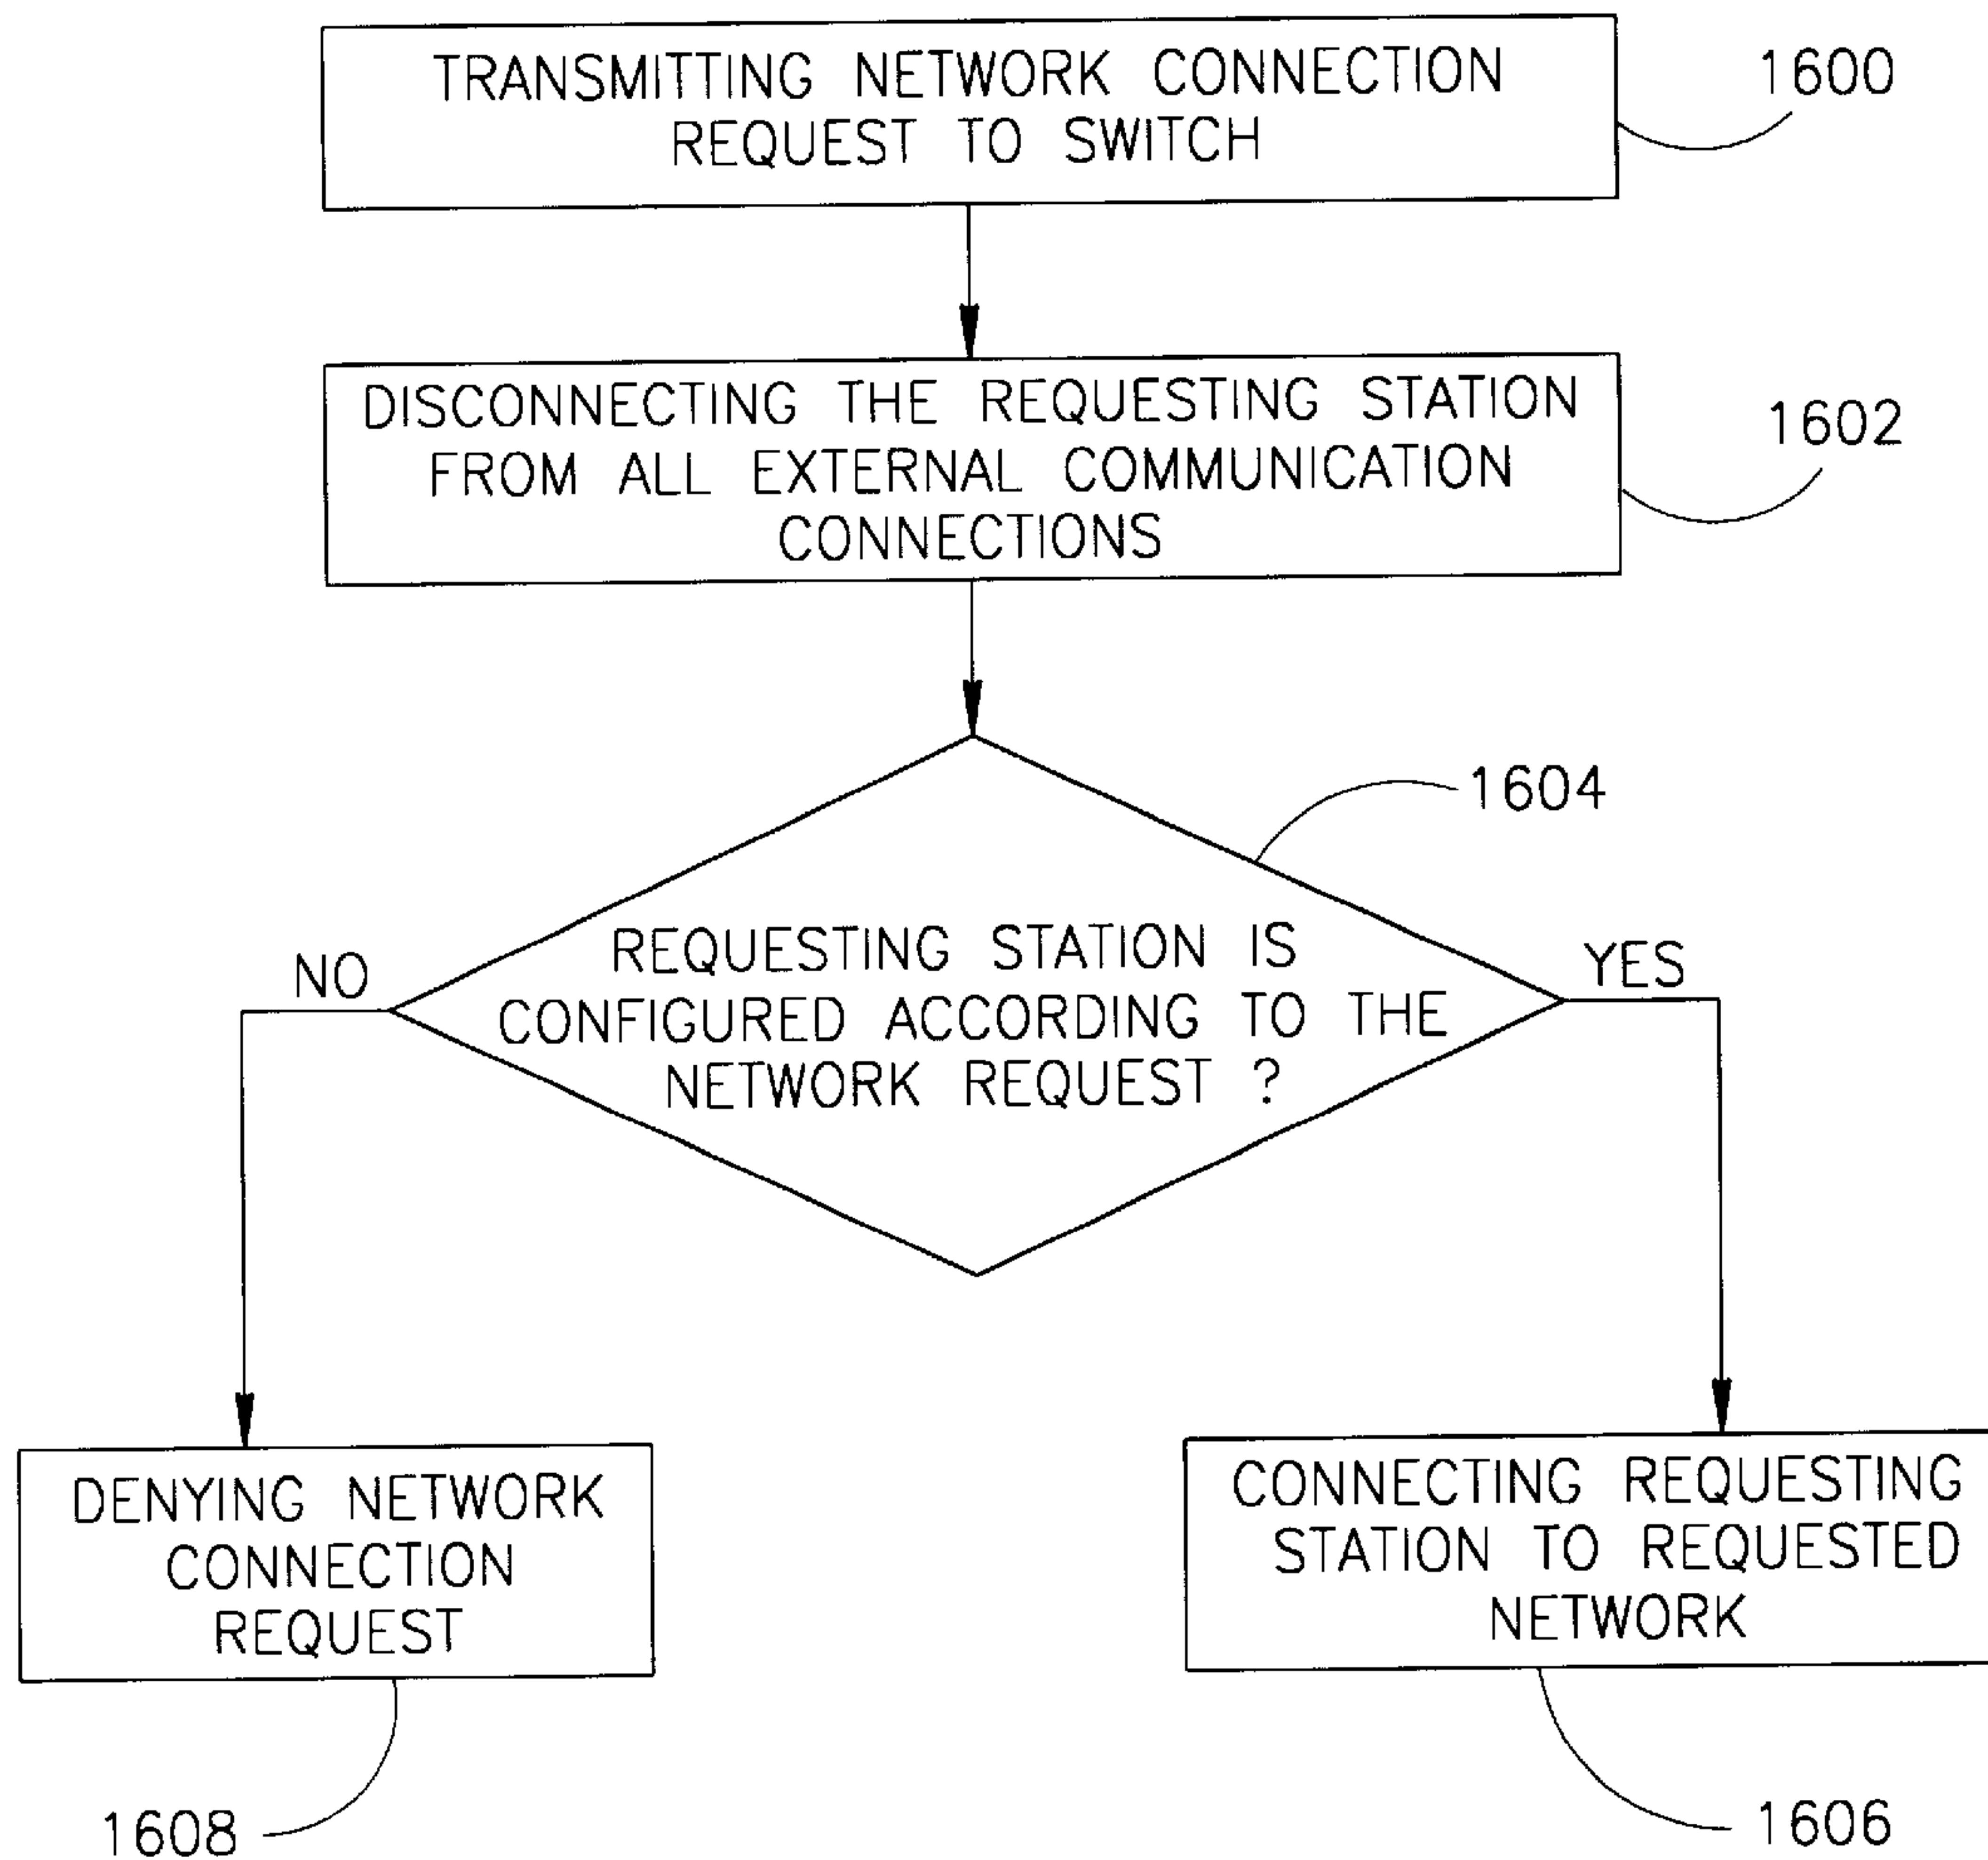 TRANSMITTING NETWORK CONNECTION
REQUEST TO SWITCH
1600
DISCONNECTING THE REQUESTING STATION
FROM ALL EXTERNAL COMMUNICATION
CONNECTIONS
1602
1604
REQUESTING STATION IS
CONFIGURED ACCORDING TO THE
NETWORK REQUEST ?
NO
YES
DENYING NETWORK
CONNECTION
REQUEST
CONNECTING REQUESTING
STATION TO REQUESTED
NETWORK
1608
1606